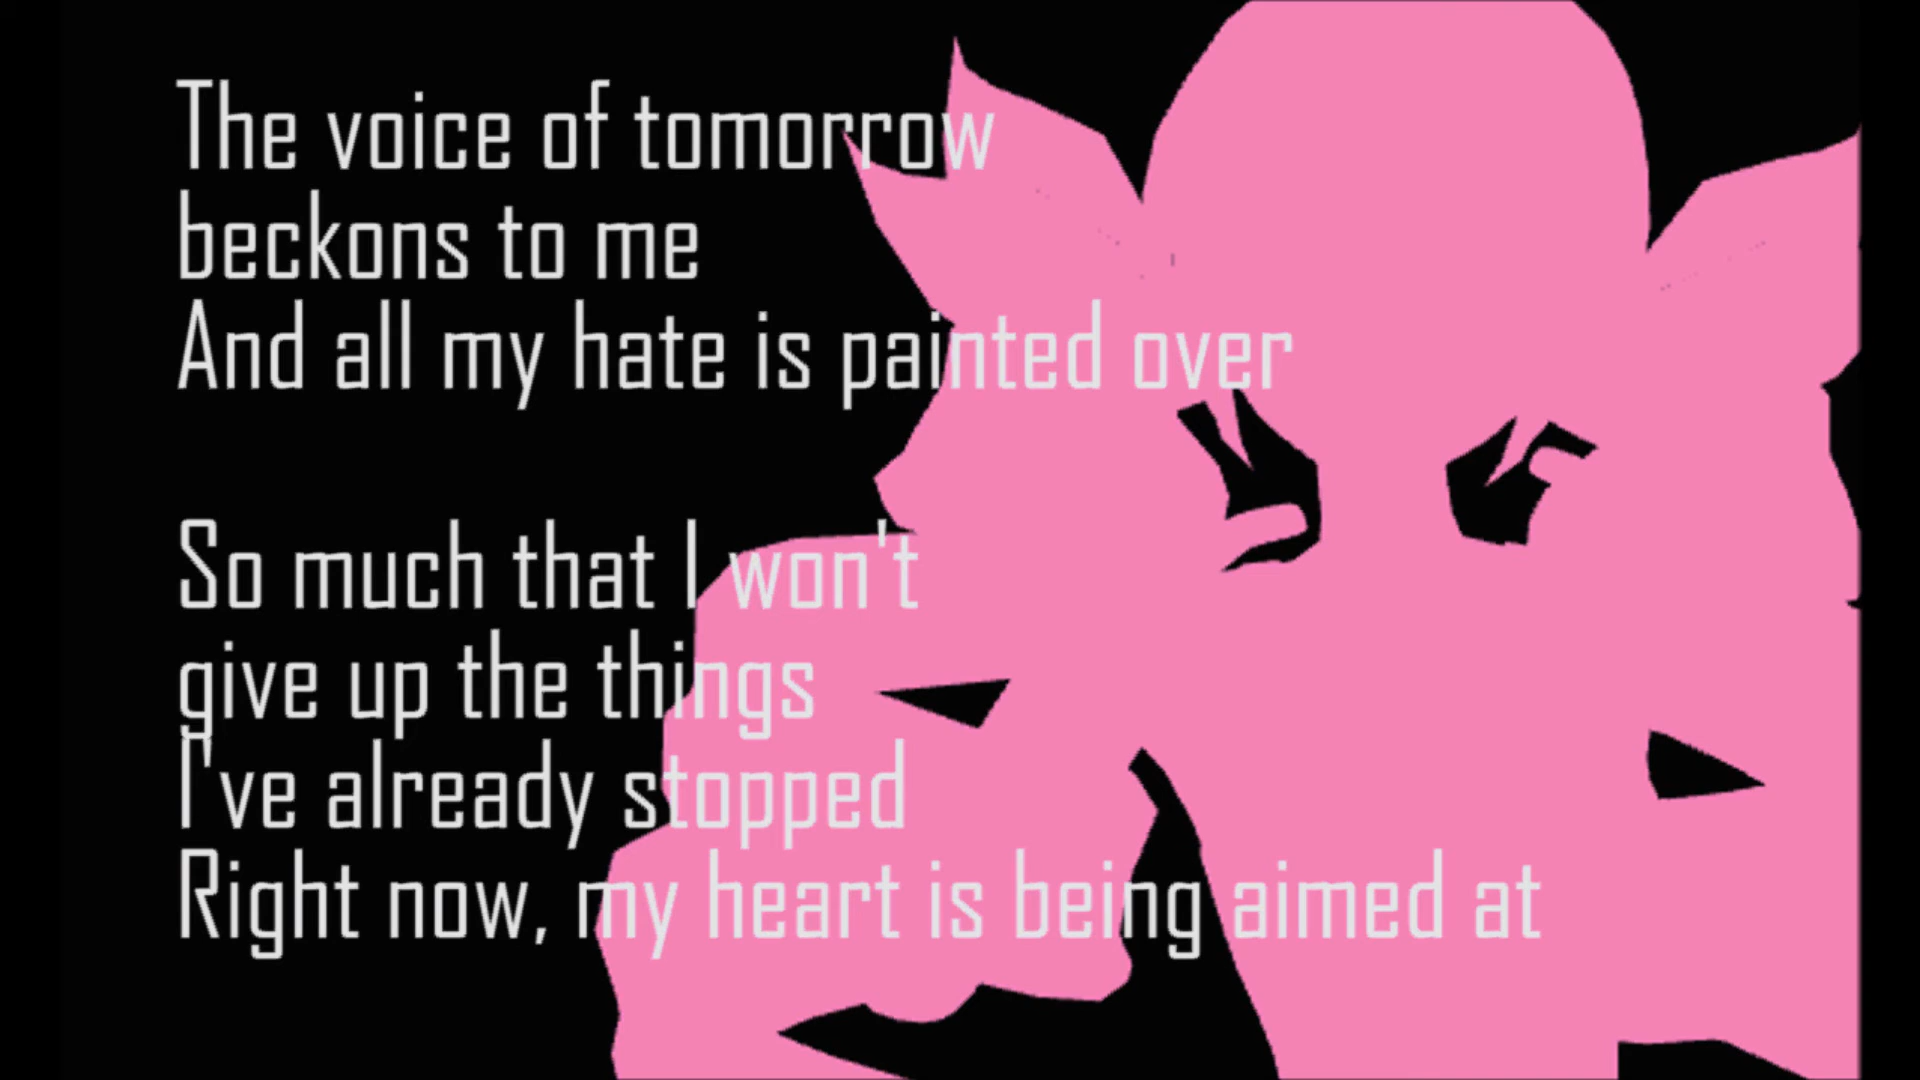 The voice of tomorrow
beckons to me
And all my hate is painted over
So much that I won't
give up the things
I've already stopped
Right now, my heart is being aimed at